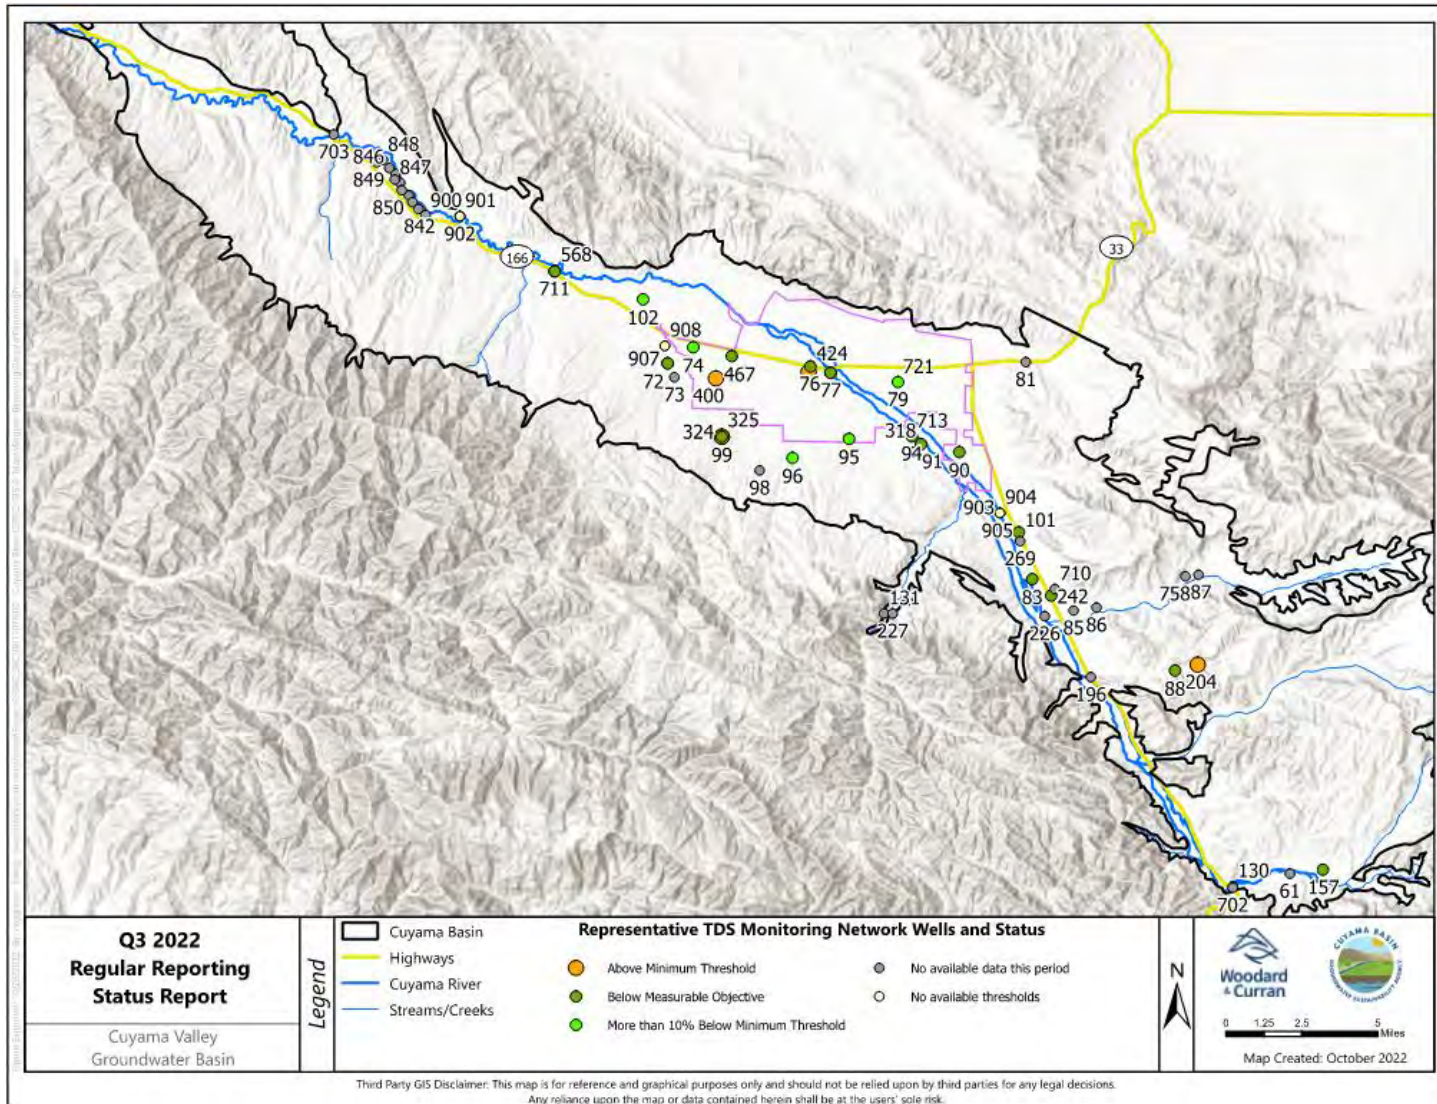 703
848
846
847
849
850
842
900
901
902
166
568
711
33
102
908
907
74
72
73
467
400
424
76
77
721
79
81
325
324
99
98
96
95
318
713
94
91
90
904
903
905
101
269
710
83
242
226
85
86
75
887
131
227
196
88
204
130
61
157
702
Q3 2022
Regular Reporting
Status Report
Cuyama Valley
Groundwater Basin
Legend
Cuyama Basin
Highways
Cuyama River
Streams/Creeks
Representative TDS Monitoring Network Wells and Status
Above Minimum Threshold
Below Measurable Objective
More than 10% Below Minimum Threshold
No available data this period
No available thresholds
N
Woodard
& Curran
CUYAMA BASIN
GROUNDWATER SUSTAINABILITY AGENCY
0 1.25 2.5 5
Miles
Map Created: October 2022
Third Party GIS Disclaimer: This map is for reference and graphical purposes only and should not be relied upon by third parties for any legal decisions.
Any reliance upon the map or data contained herein shall be at the users' sole risk.